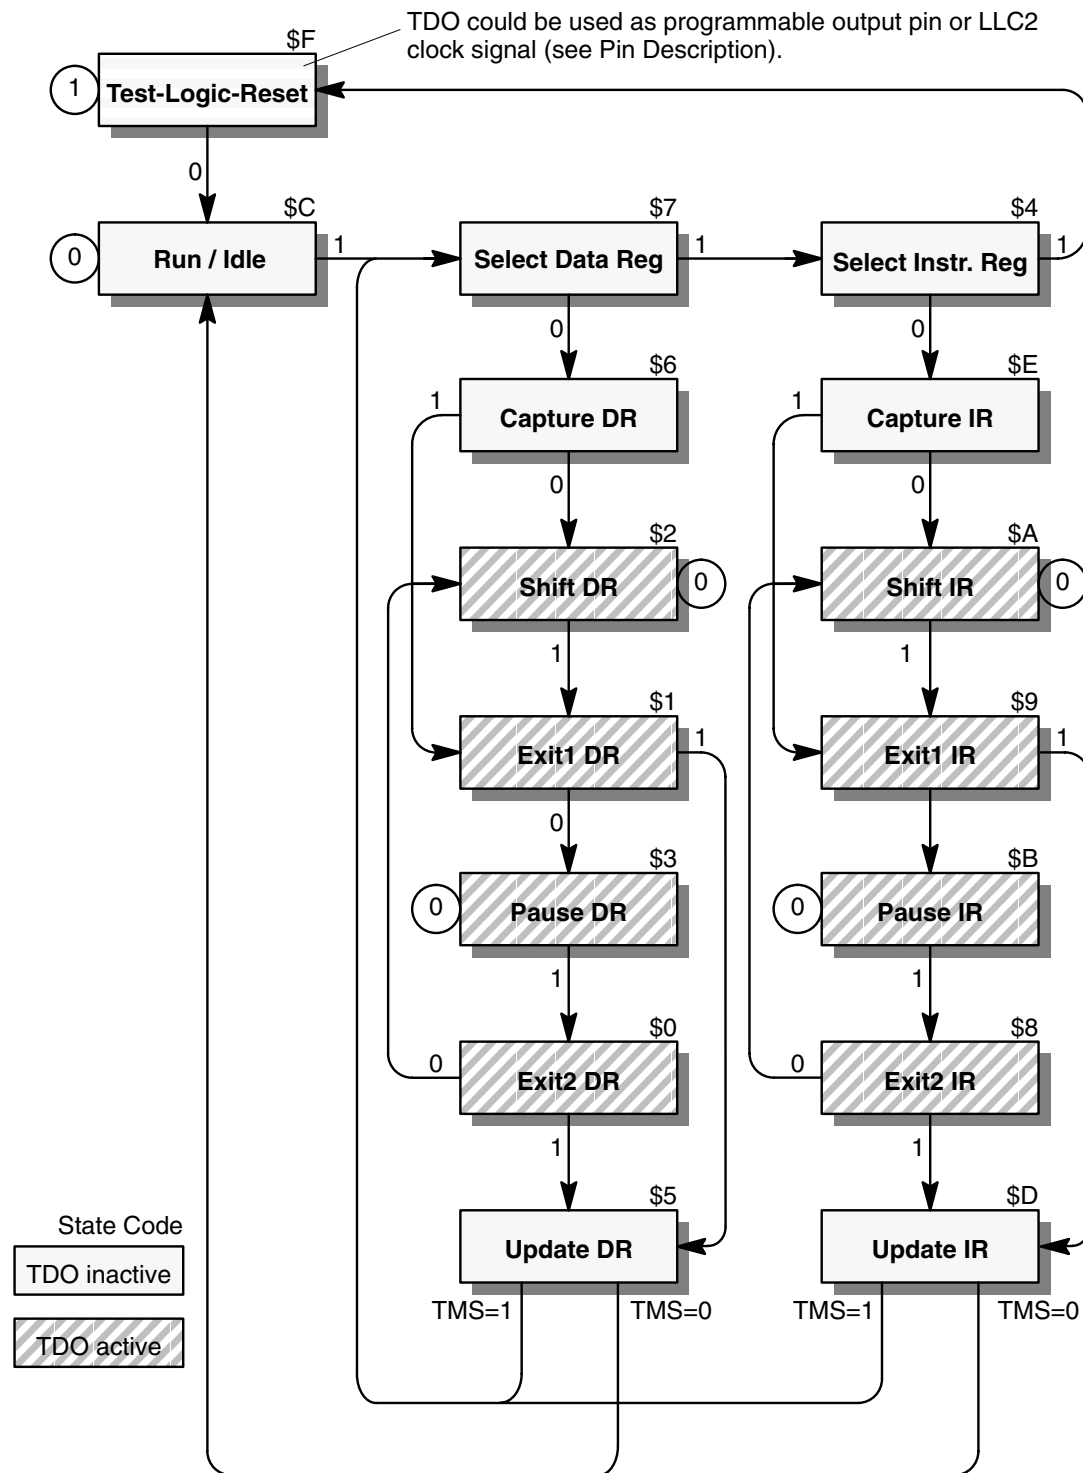 TDO could be used as programmable output pin or LLC2
clock signal (see Pin Description).
$F
1
Test-Logic-Reset
0
$C
0
Run / Idle
1
$7
Select Data Reg
1
$4
Select Instr. Reg
1
0
0
$6
1
Capture DR
$E
1
Capture IR
0
0
$2
Shift DR
0
$A
Shift IR
0
1
1
$1
Exit1 DR
1
$9
Exit1 IR
1
0
$3
0
Pause DR
$B
0
Pause IR
1
1
$0
0
Exit2 DR
$8
0
Exit2 IR
1
1
$5
Update DR
$D
Update IR
TMS=1
TMS=0
TMS=1
TMS=0
State Code
TDO inactive
TDO active